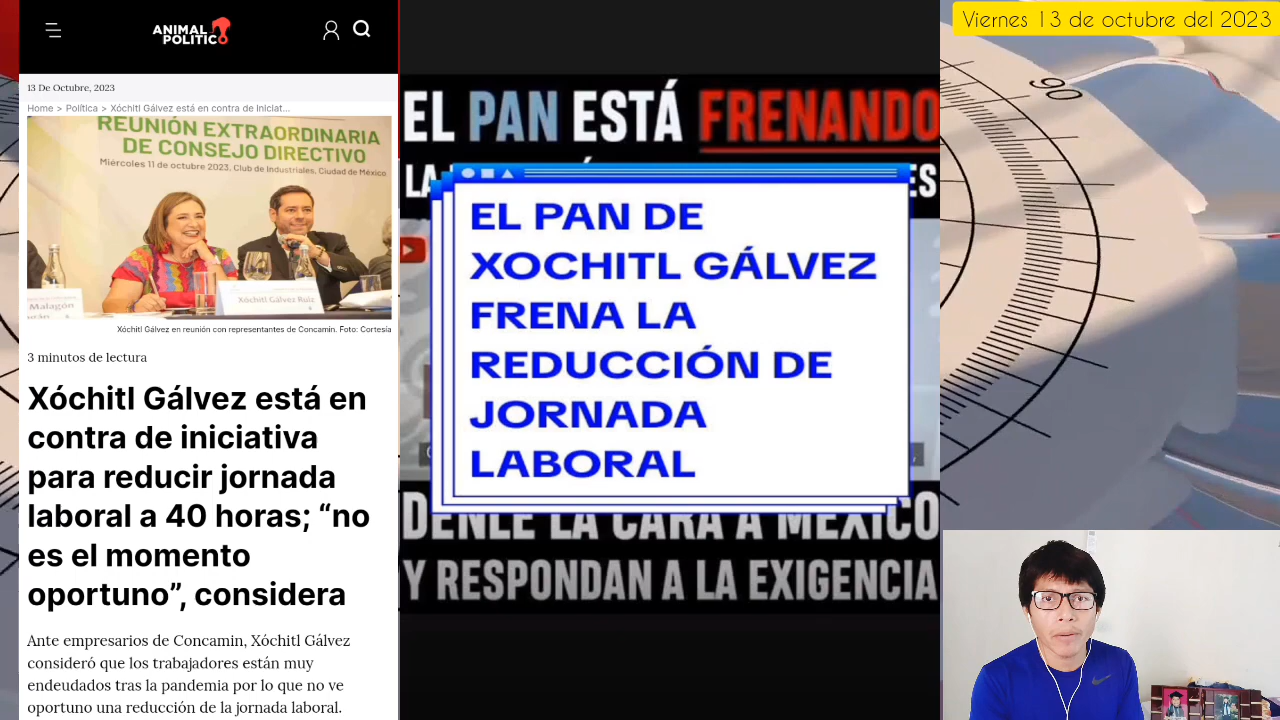 ANIMAL
POLITICO
13 De Octubre, 2023
Home > Política > Xóchitl Gálvez está en contra de iniciat...
REUNIÓN EXTRAORDINARIA
DE CONSEJO DIRECTIVO
Miércoles 11 de octubre 2023, Club de Industriales, Ciudad de México
Malagón
Xóchitl Gálvez Ruiz
Xóchitl Gálvez en reunión con representantes de Concamin. Foto: Cortesía
3 minutos de lectura
Xóchitl Gálvez está en
contra de iniciativa
para reducir jornada
laboral a 40 horas; “no
es el momento
oportuno”, considera
Ante empresarios de Concamin, Xóchitl Gálvez
consideró que los trabajadores están muy
endeudados tras la pandemia por lo que no ve
oportuno una reducción de la jornada laboral.
EL PAN ESTÁ FRENANDO
LA
ES
EL PAN DE
XOCHITL GÁLVEZ
FRENA LA
REDUCCIÓN DE
JORNADA
LABORAL
DENLE LA CARA A MÉXICO
Y RESPONDAN A LA EXIGENCIA
Viernes 13 de octubre del 2023
90